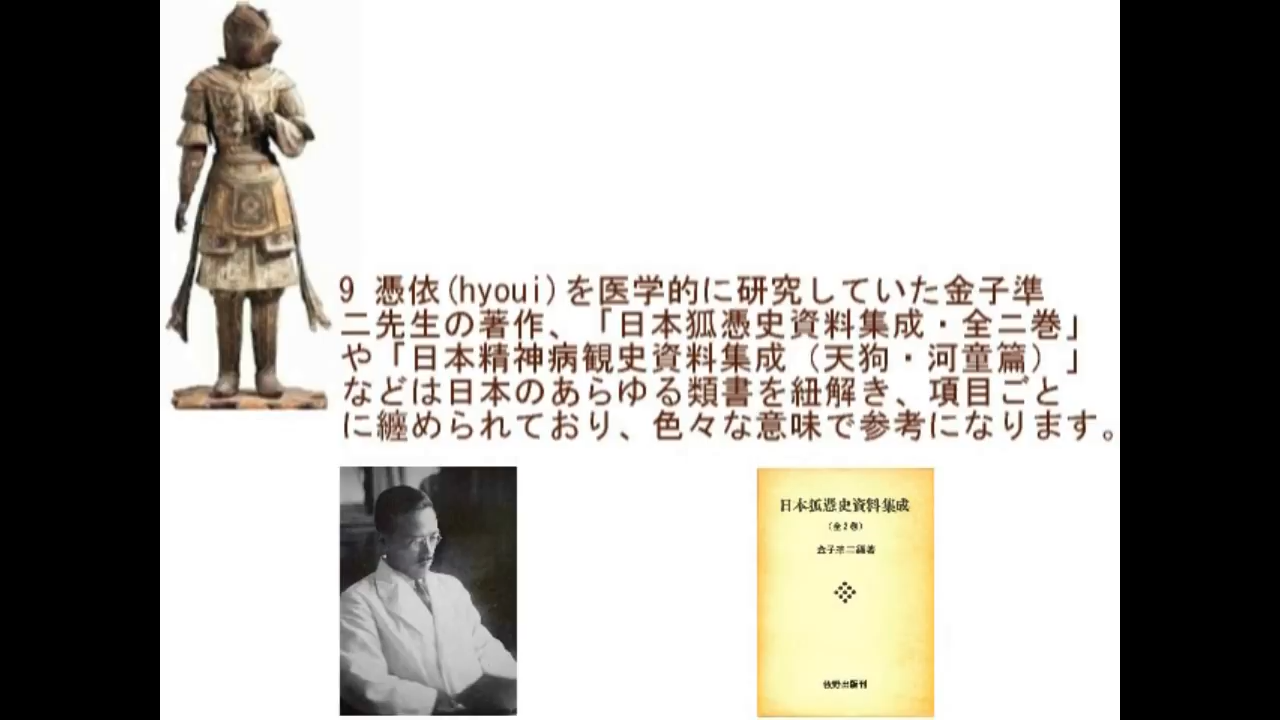 9 憑依(hyoui)を医学的に研究していた金子準
二先生の著作、「日本狐憑史資料集成・全二巻」
や「日本精神病観史資料集成（天狗・河童篇）」
などは日本のあらゆる類書を紐解き、項目ごと
に纏められており、色々な意味で参考になります。
日本狐憑史資料集成
（全2巻）
金子準二編著
牧野出版刊